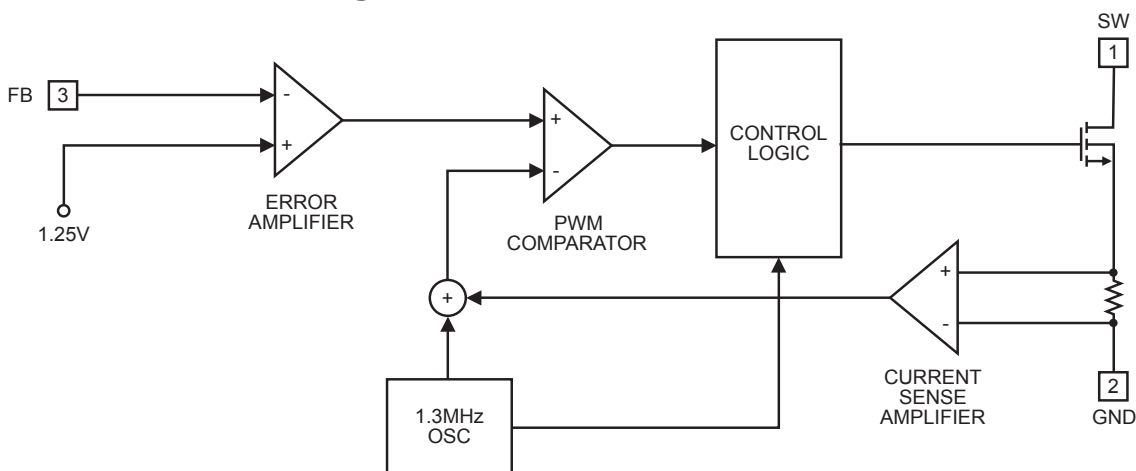 SW
1
FB 3
-
+
1.25V
ERROR
AMPLIFIER
+
-
PWM
COMPARATOR
CONTROL
LOGIC
+
+
-
CURRENT
SENSE
AMPLIFIER
2
GND
1.3MHz
OSC